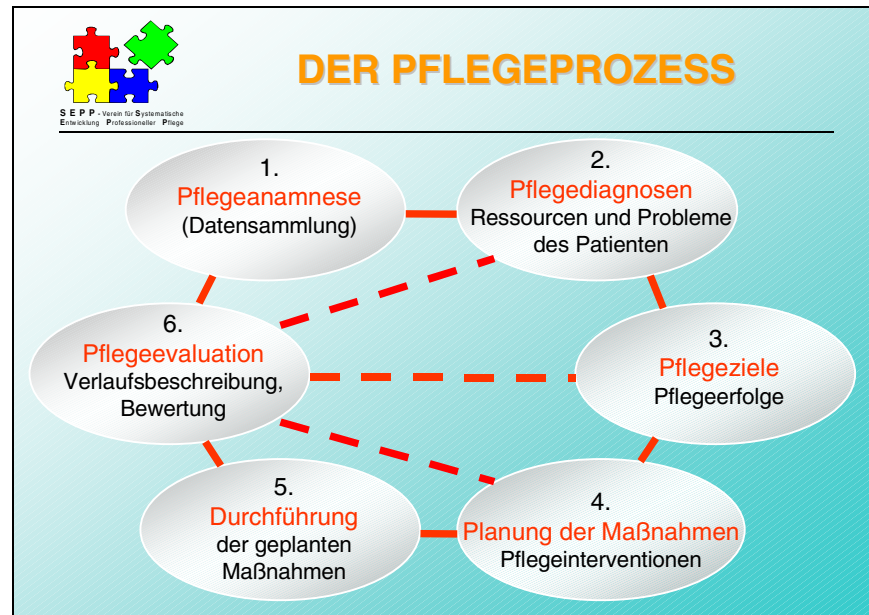 DER PFLEGEPROZESS
S E P P - Verein für Systematische
Entwicklung Professioneller Pflege
1.
Pflegeanamnese
(Datensammlung)
2.
Pflegediagnosen
Ressourcen und Probleme
des Patienten
3.
Pflegeziele
Pflegeerfolge
4.
Planung der Maßnahmen
Pflegeinterventionen
5.
Durchführung
der geplanten
Maßnahmen
6.
Pflegeevaluation
Verlaufsbeschreibung,
Bewertung